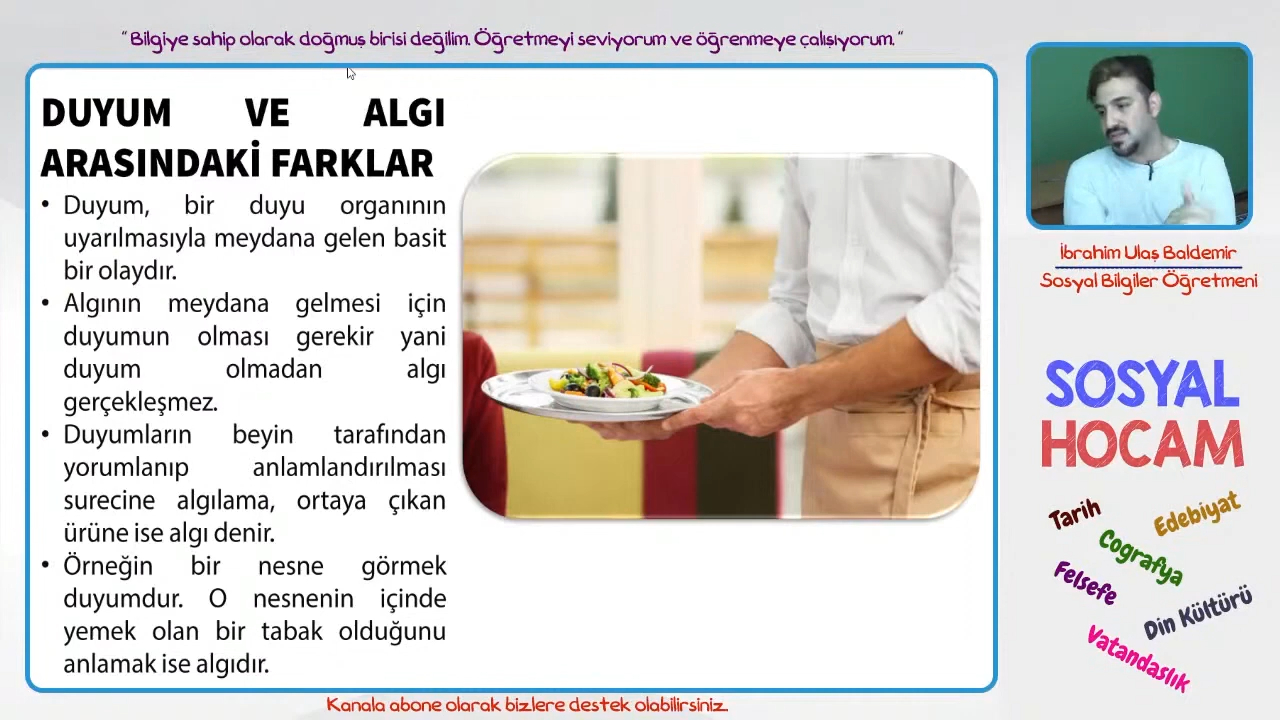 “Bilgiye sahip olarak doğmuş birisi değilim. Öğretmeyi seviyorum ve öğrenmeye çalışıyorum.”
DUYUM VE ALGI
ARASINDAKİ FARKLAR
• Duyum, bir duyu organının
uyarılmasıyla meydana gelen basit
bir olaydır.
• Algının meydana gelmesi için
duyumun olması gerekir yani
duyum olmadan algı
gerçekleşmez.
• Duyumların beyin tarafından
yorumlanıp anlamlandırılması
surecine algılama, ortaya çıkan
ürüne ise algı denir.
• Örneğin bir nesne görmek
duyumdur. O nesnenin içinde
yemek olan bir tabak olduğunu
anlamak ise algıdır.
İbrahim Ulaş Baldemir
Sosyal Bilgiler Öğretmeni
SOSYAL
HOCAM
Tarih
Edebiyat
Cografya
Felsefe
Din Kültürü
Vatandaslık
Kanala abone olarak bizlere destek olabilirsiniz.